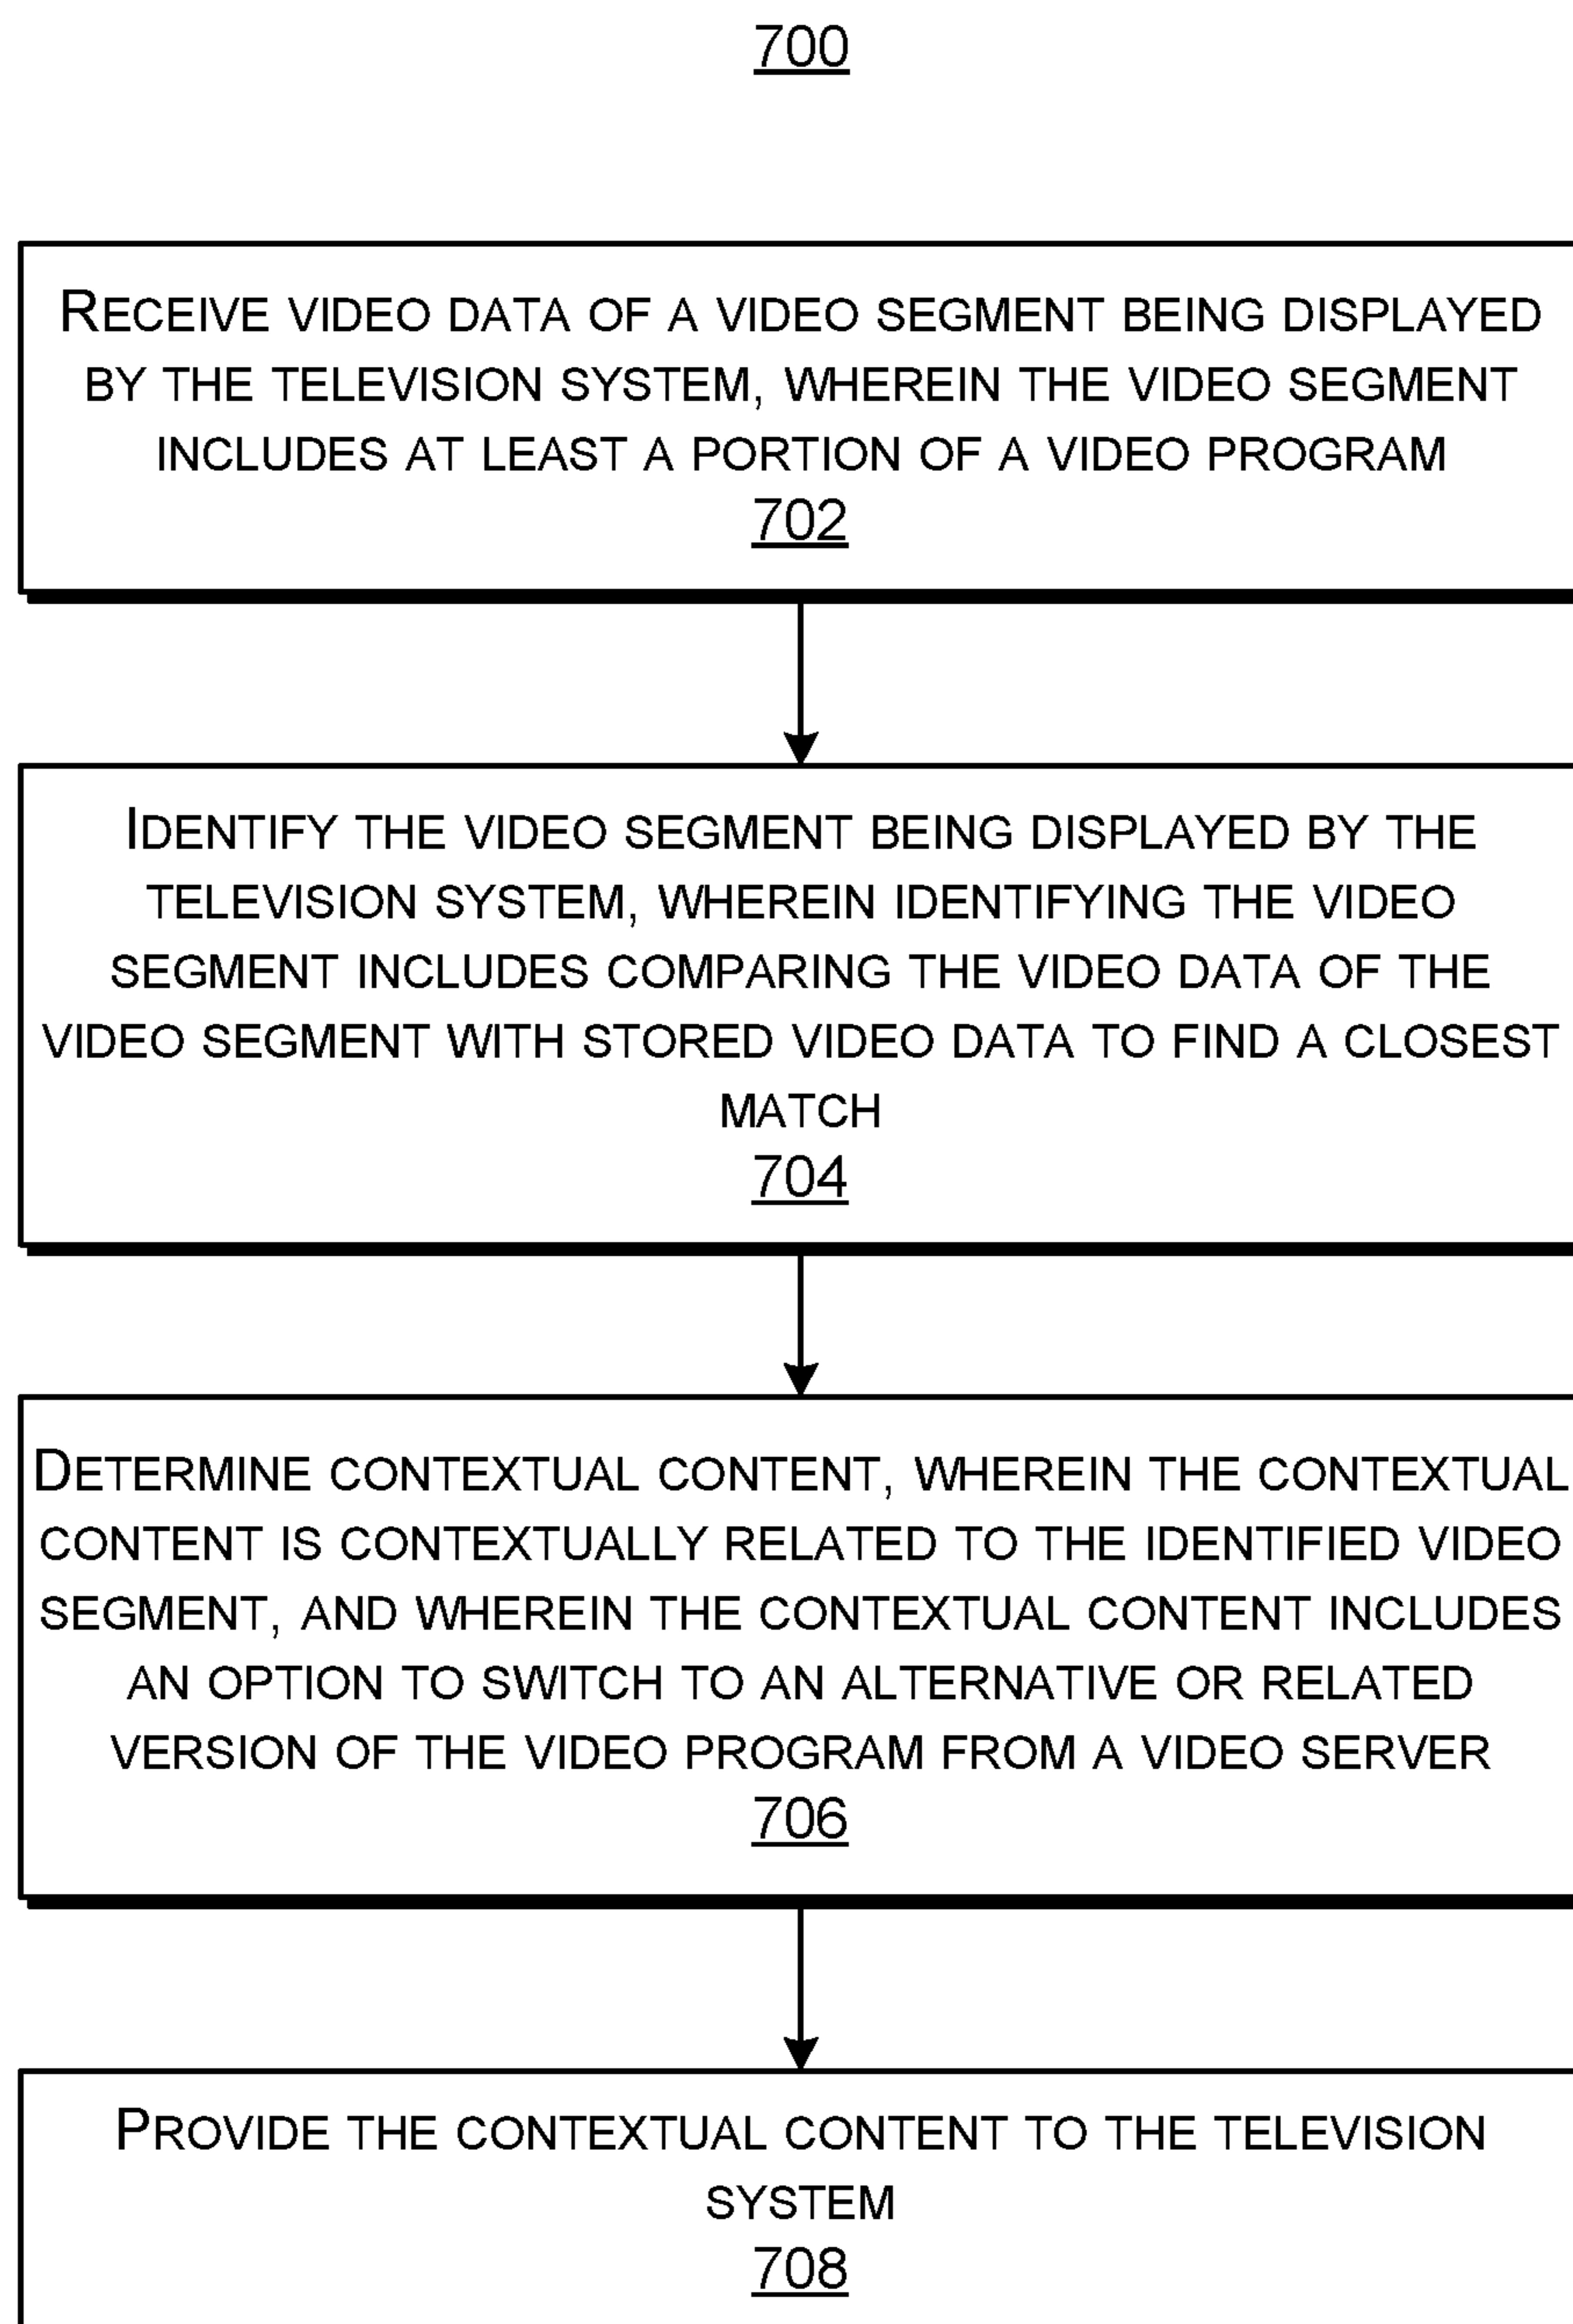 700
RECEIVE VIDEO DATA OF A VIDEO SEGMENT BEING DISPLAYED
BY THE TELEVISION SYSTEM, WHEREIN THE VIDEO SEGMENT
INCLUDES AT LEAST A PORTION OF A VIDEO PROGRAM
702
IDENTIFY THE VIDEO SEGMENT BEING DISPLAYED BY THE
TELEVISION SYSTEM, WHEREIN IDENTIFYING THE VIDEO
SEGMENT INCLUDES COMPARING THE VIDEO DATA OF THE
VIDEO SEGMENT WITH STORED VIDEO DATA TO FIND A CLOSEST
MATCH
704
DETERMINE CONTEXTUAL CONTENT, WHEREIN THE CONTEXTUAL
CONTENT IS CONTEXTUALLY RELATED TO THE IDENTIFIED VIDEO
SEGMENT, AND WHEREIN THE CONTEXTUAL CONTENT INCLUDES
AN OPTION TO SWITCH TO AN ALTERNATIVE OR RELATED
VERSION OF THE VIDEO PROGRAM FROM A VIDEO SERVER
706
PROVIDE THE CONTEXTUAL CONTENT TO THE TELEVISION
SYSTEM
708